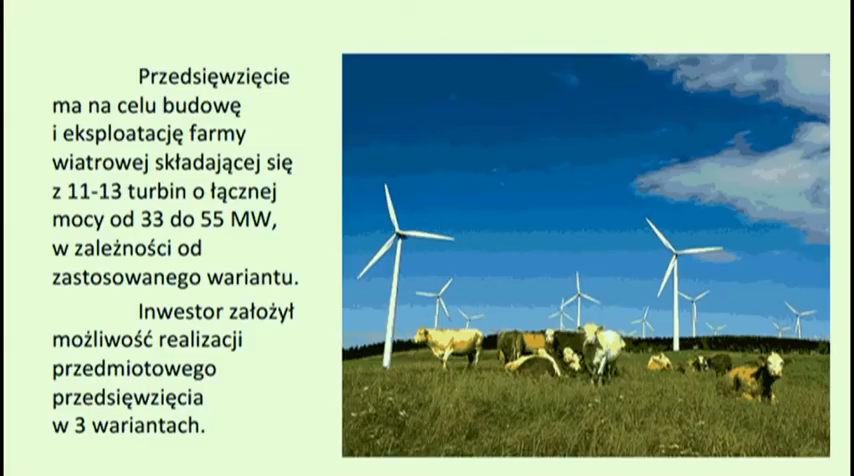 Przedsięwzięcie
ma na celu budowę
i eksploatację farmy
wiatrowej składającej się
z 11-13 turbin o łącznej
mocy od 33 do 55 MW,
w zależności od
zastosowanego wariantu.
Inwestor założył
możliwość realizacji
przedmiotowego
przedsięwzięcia
w 3 wariantach.